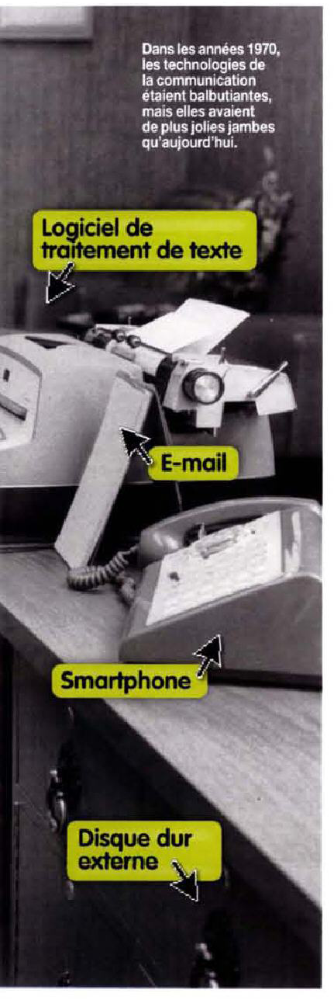 Dans les années 1970,
les technologies de
la communication
étaient balbutiantes,
mais elles avaient
de plus jolies jambes
qu'aujourd'hui.
Logiciel de
traitement de texte
E-mail
Smartphone
Disque dur
externe